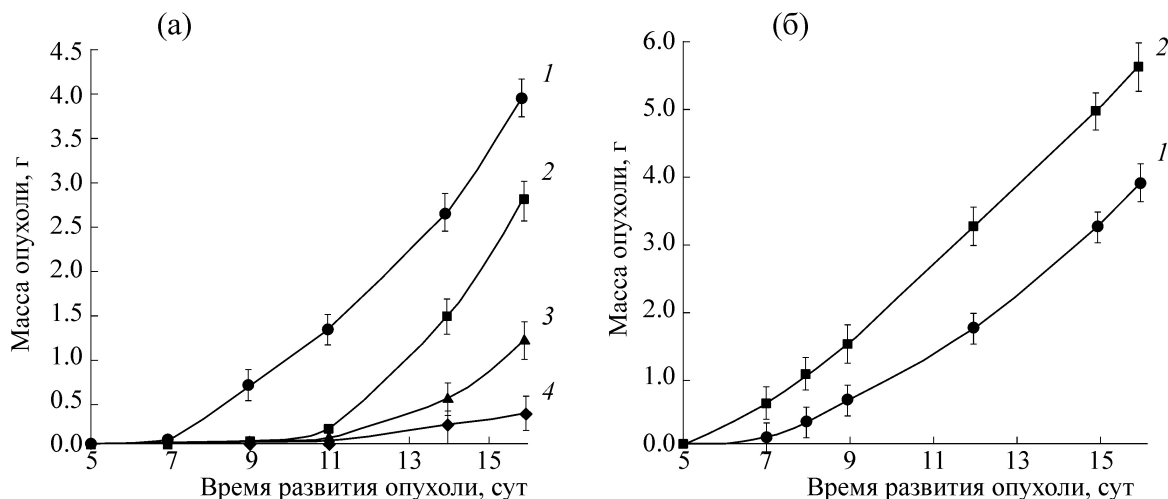 (а)
4.5
4.0
3.5
3.0
2.5
2.0
1.5
1.0
0.5
0.0
Масса опухоли, г
1
2
3
4
5 7 9 11 13 15
Время развития опухоли, сут
(б)
6.0
5.0
4.0
3.0
2.0
1.0
0.0
Масса опухоли, г
2
1
5 7 9 11 13 15
Время развития опухоли, сут